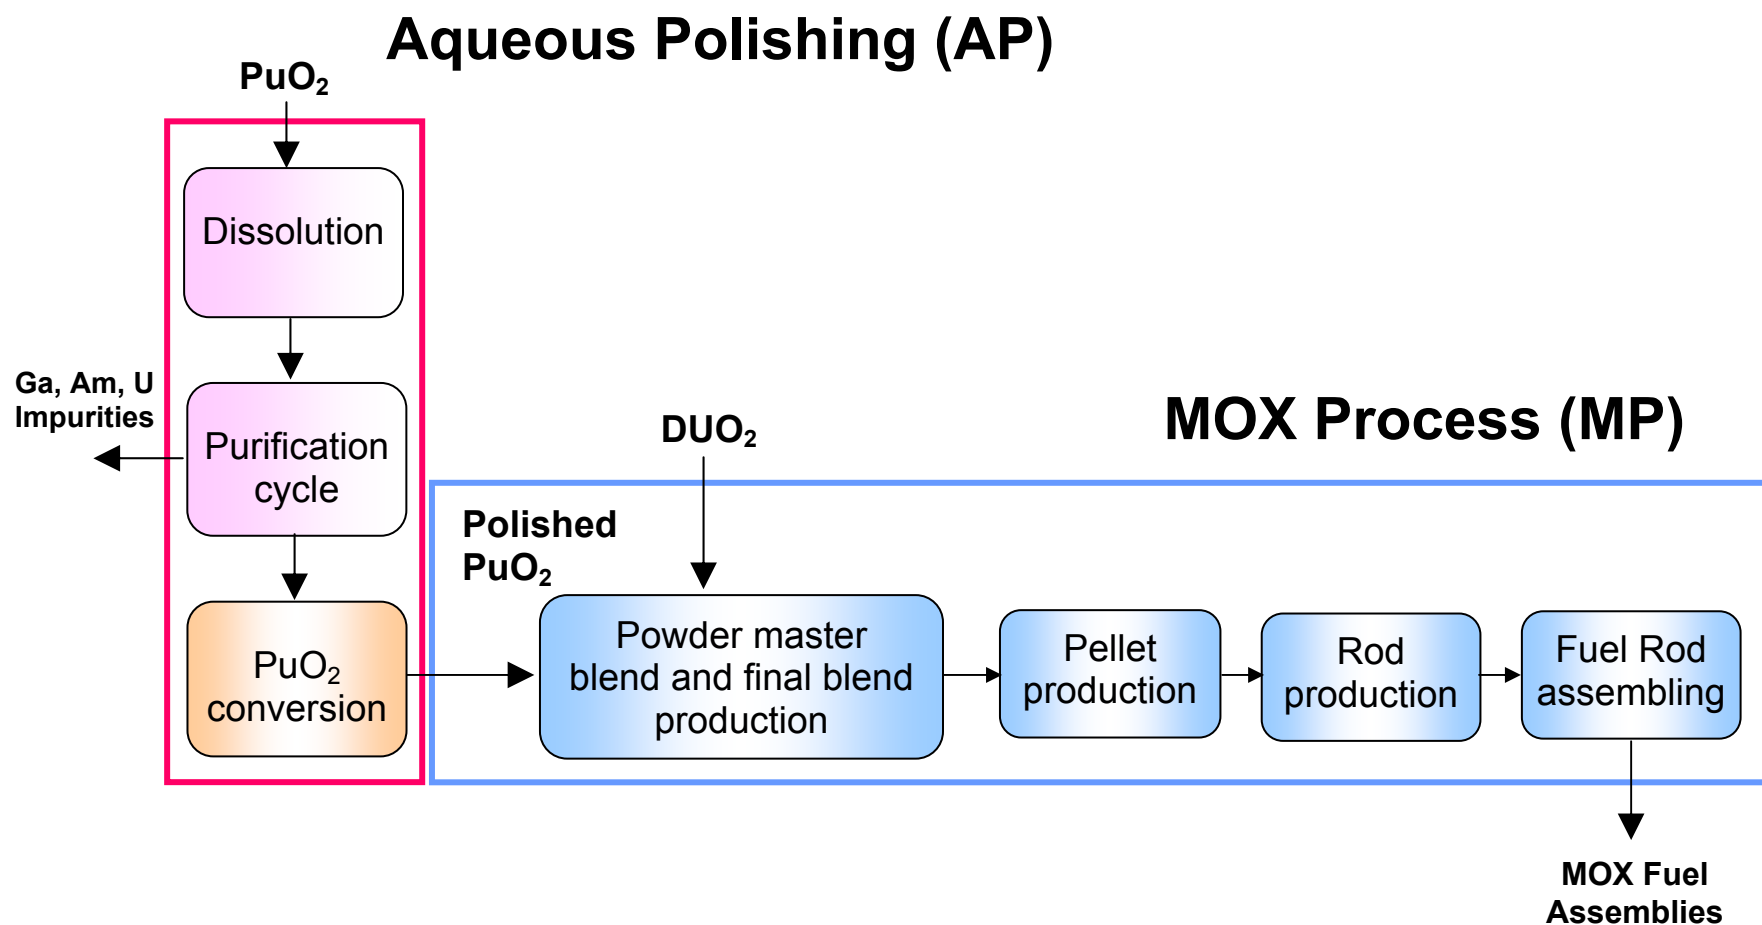 Aqueous Polishing (AP)
PuO₂
Dissolution
Ga, Am, U
Impurities
Purification
cycle
PuO₂
conversion
MOX Process (MP)
DUO₂
Polished
PuO₂
Powder master
blend and final blend
production
Pellet
production
Rod
production
Fuel Rod
assembling
MOX Fuel
Assemblies